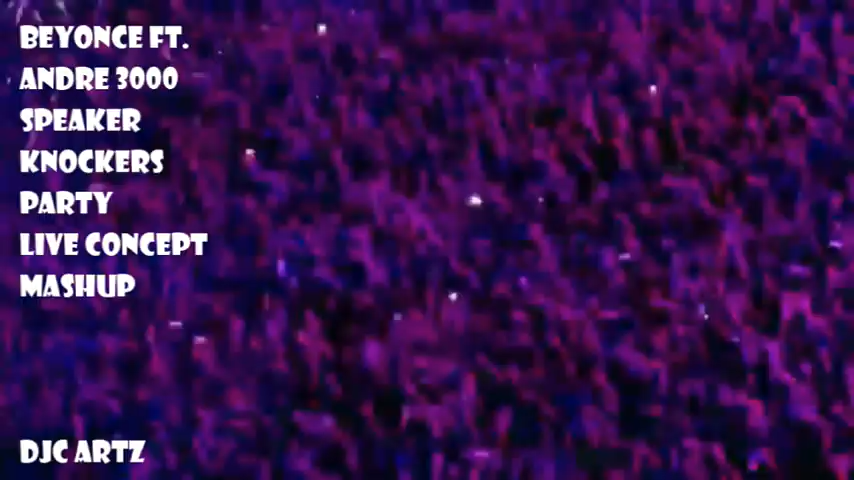 BEYONCE FT.
ANDRE 3000
SPEAKER
KNOCKERS
PARTY
LIVE CONCEPT
MASHUP
DJC ARTZ